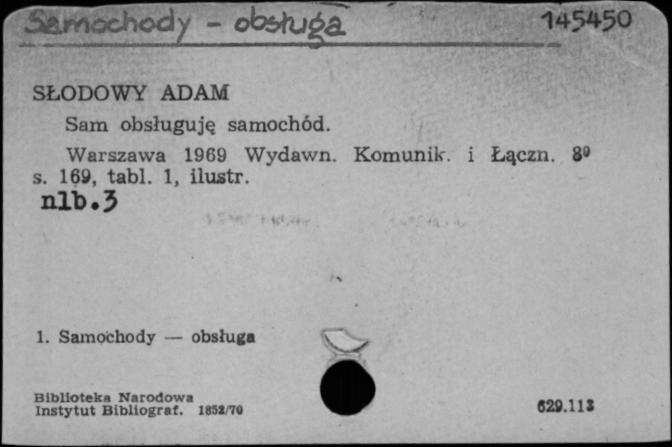 Samochody - obsługa 145450
SŁODOWY ADAM
Sam obsługuję samochód.
Warszawa 1969 Wydawn. Komunik. i Łączn. 8⁰
s. 169, tabl. 1, ilustr.
nlb.3
1. Samochody — obsługa
Biblioteka Narodowa
Instytut Bibliograf. 1852/70
629.113